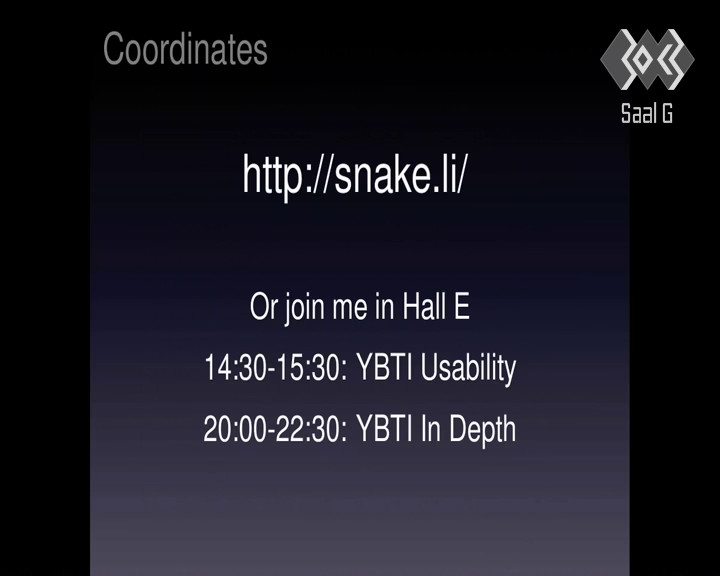 Coordinates
Saal G
http://snake.li/
Or join me in Hall E
14:30-15:30: YBTI Usability
20:00-22:30: YBTI In Depth